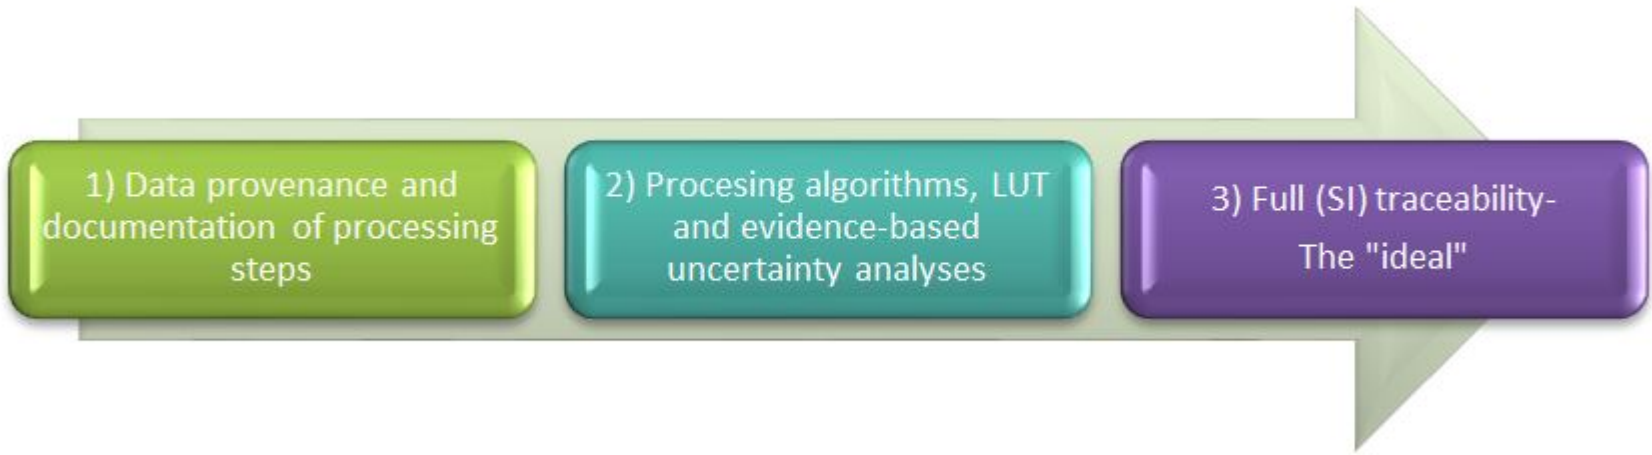 1) Data provenance and
documentation of processing
steps
2) Procesing algorithms, LUT
and evidence-based
uncertainty analyses
3) Full (SI) traceability-
The "ideal"